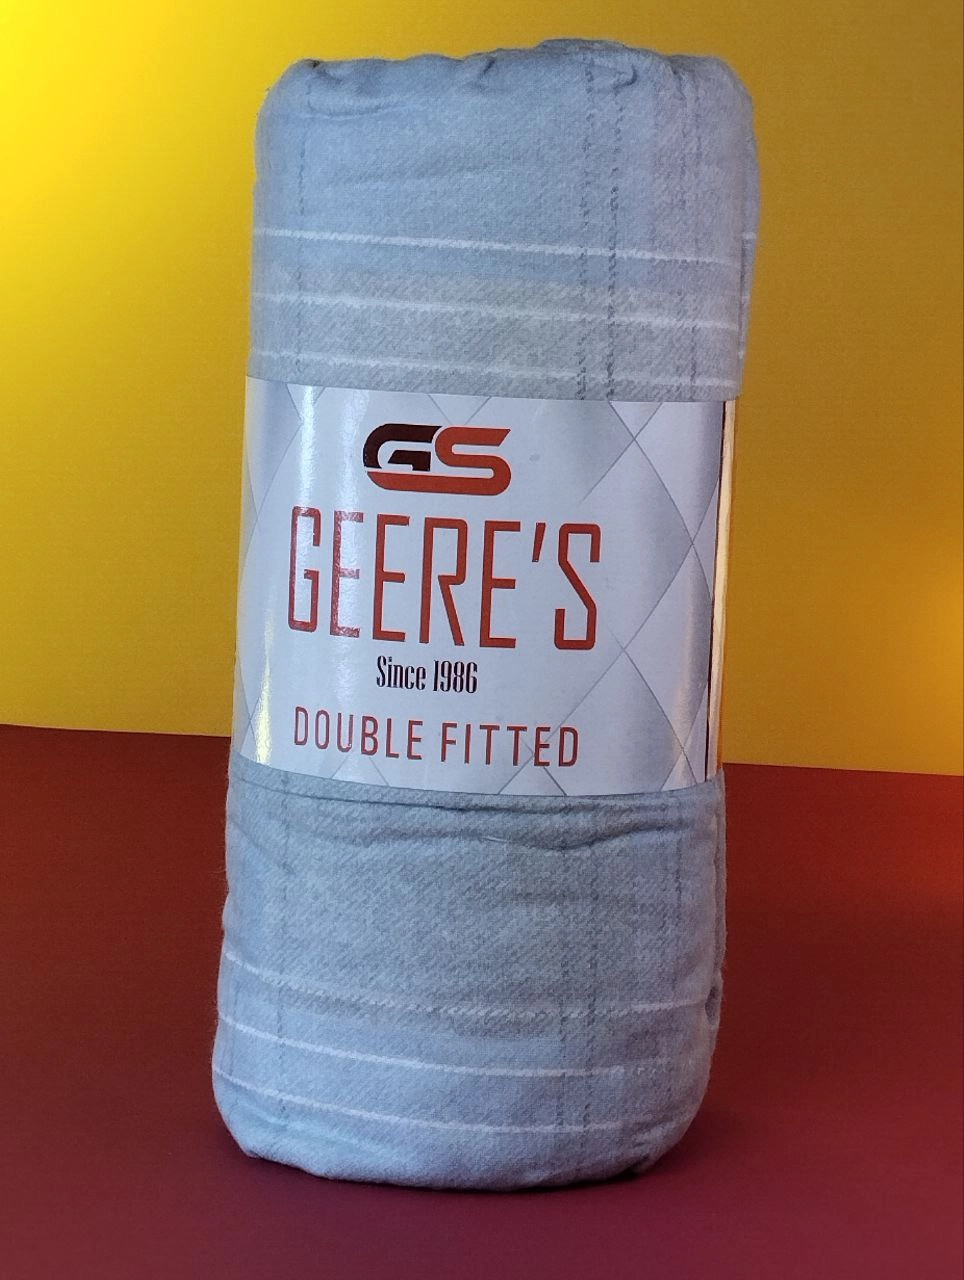 GS
GEERE'S
Since 1986
DOUBLE FITTED